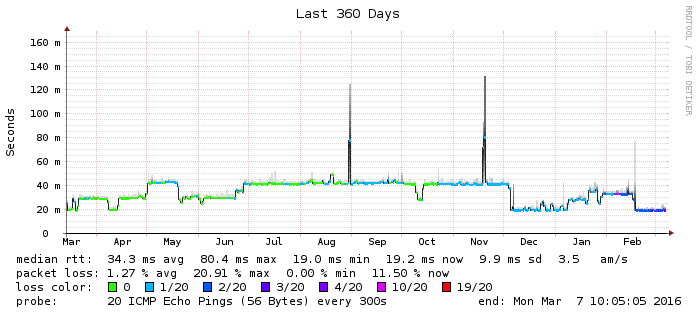 Last 360 Days
RRDTOOL / TOBI OETIKER
Seconds
160 m
140 m
120 m
100 m
80 m
60 m
40 m
20 m
0
Mar Apr May Jun Jul Aug Sep Oct Nov Dec Jan Feb
median rtt: 34.3 ms avg 80.4 ms max 19.0 ms min 19.2 ms now 9.9 ms sd 3.5 am/s
packet loss: 1.27 % avg 20.91 % max 0.00 % min 11.50 % now
loss color: 0 1/20 2/20 3/20 4/20 10/20 19/20
probe: 20 ICMP Echo Pings (56 Bytes) every 300s end: Mon Mar 7 10:05:05 2016